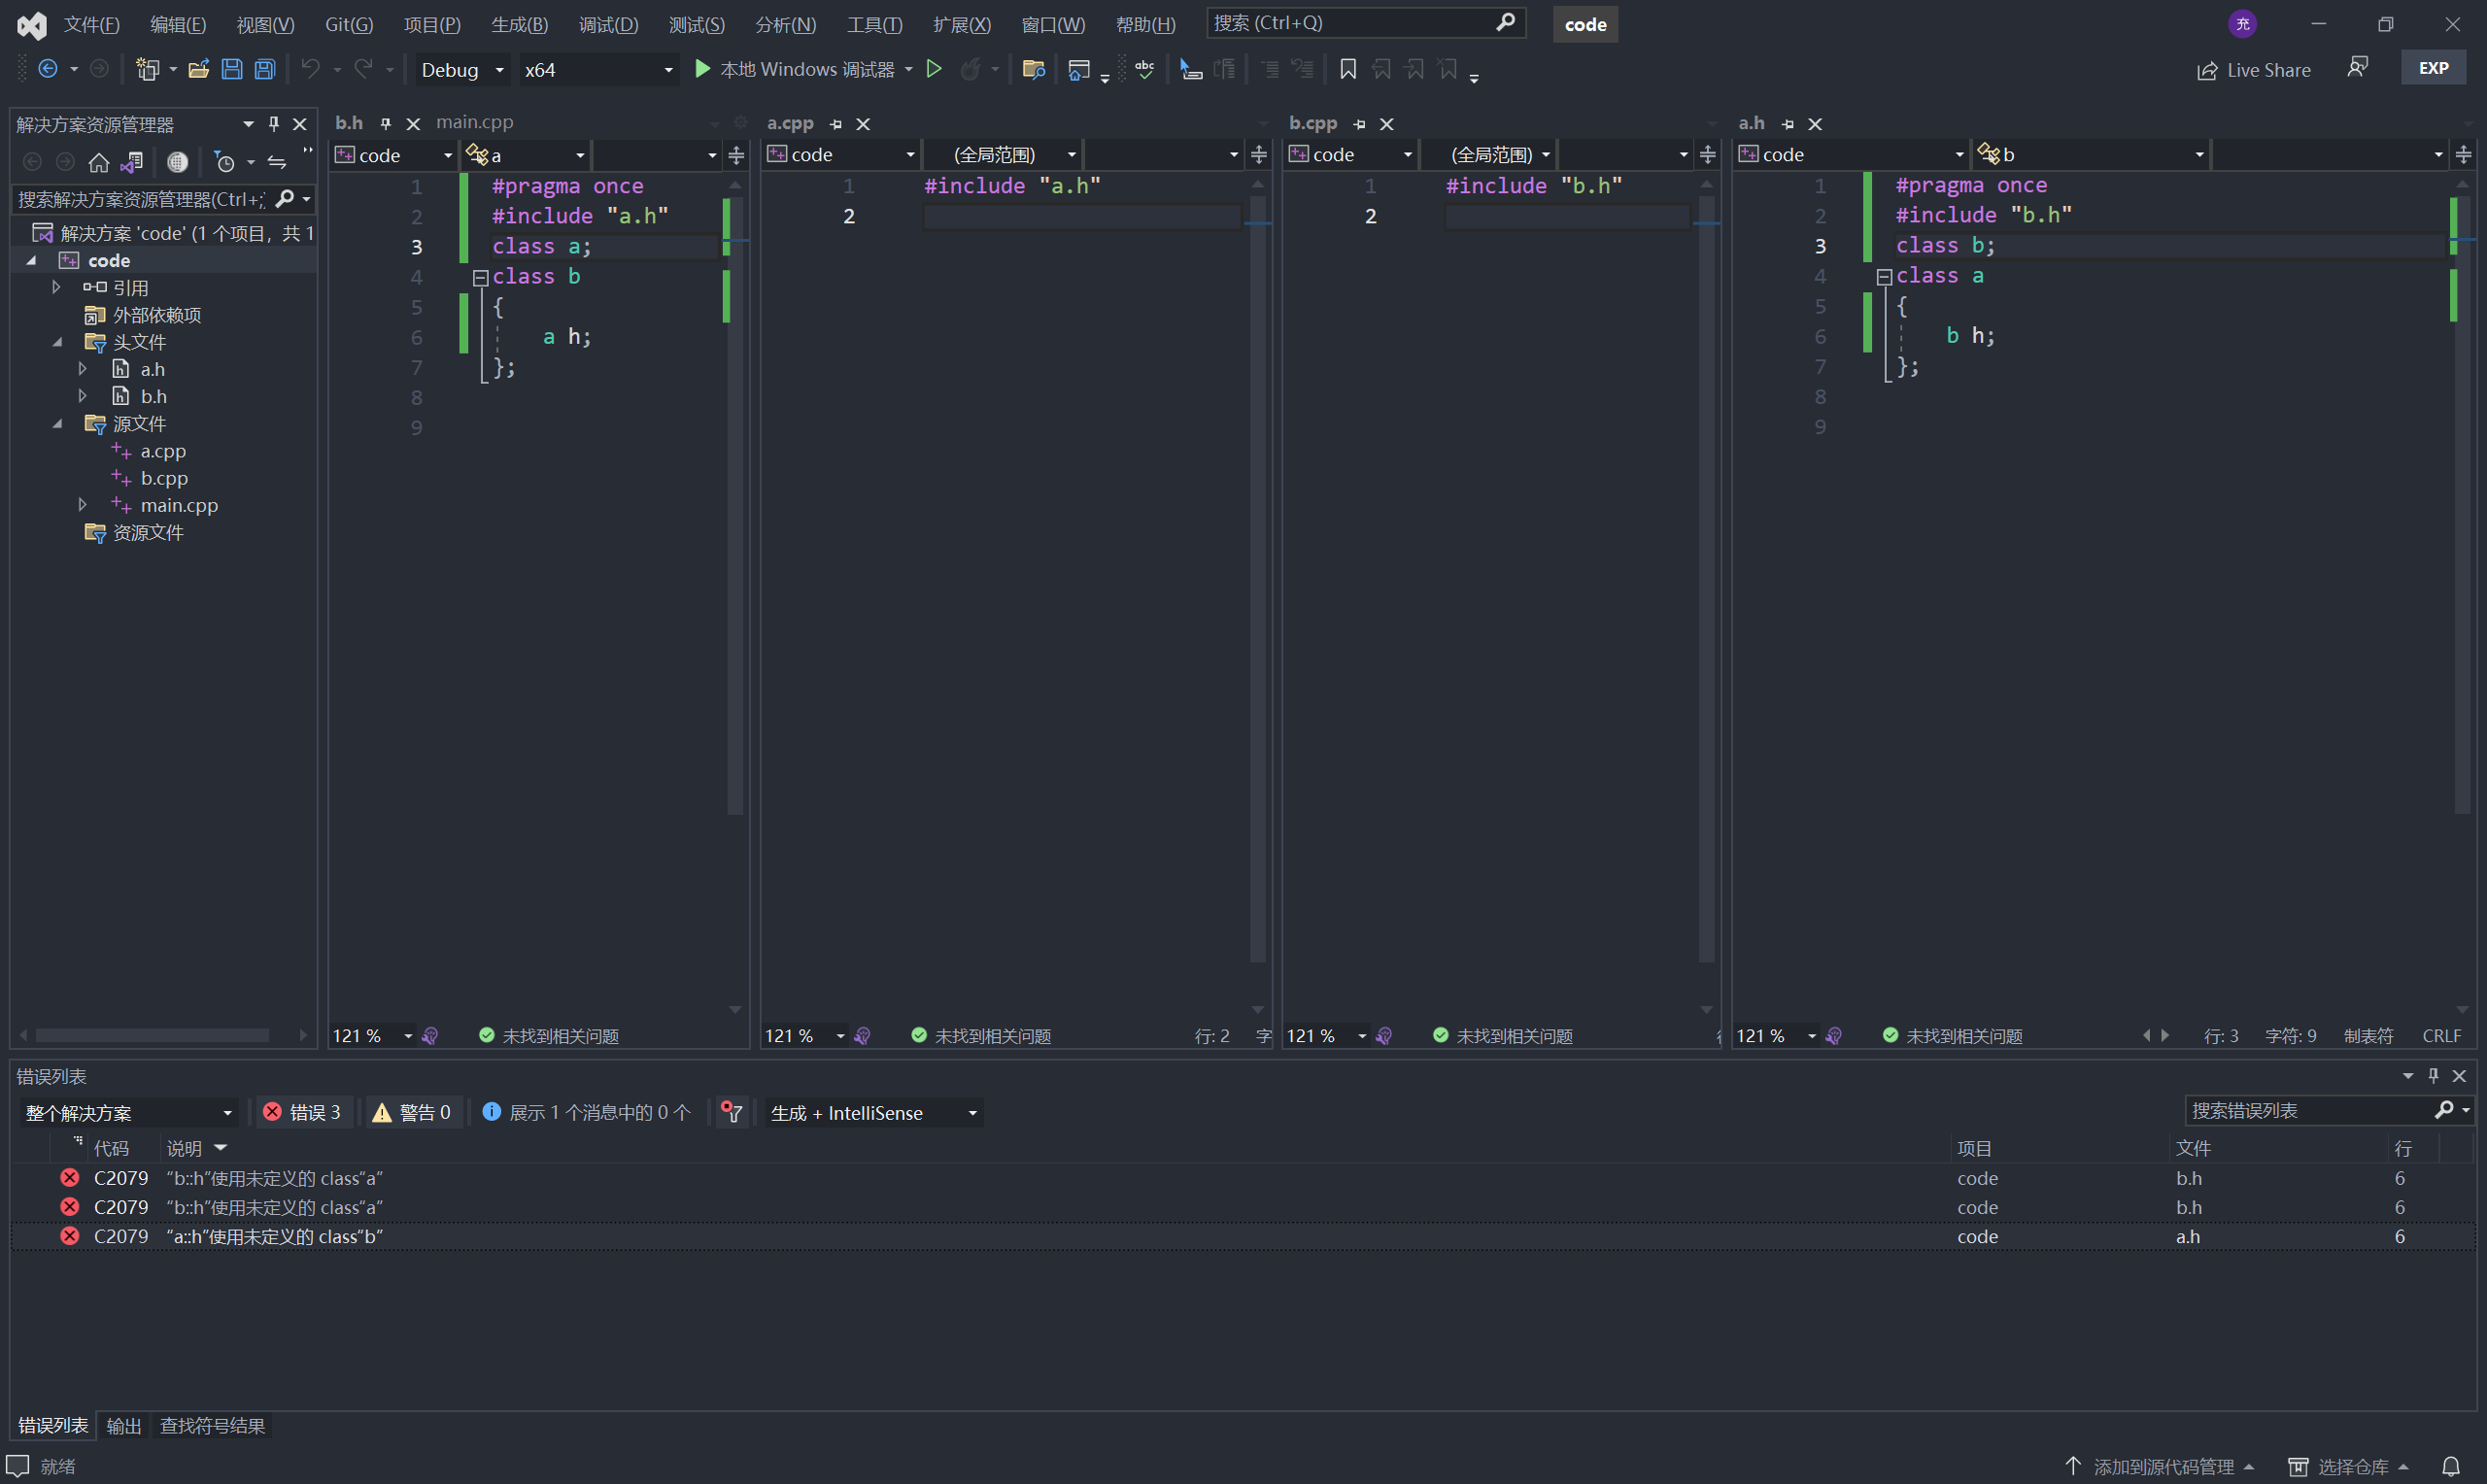 文件(F) 编辑(E) 视图(V) Git(G) 项目(P) 生成(B) 调试(D) 测试(S) 分析(N) 工具(T) 扩展(X) 窗口(W) 帮助(H) 搜索 (Ctrl+Q) code 充
Debug x64 本地 Windows 调试器 abc Live Share EXP
解决方案资源管理器
搜索解决方案资源管理器(Ctrl+;
解决方案 'code' (1 个项目，共 1
code
引用
外部依赖项
头文件
a.h
b.h
源文件
a.cpp
b.cpp
main.cpp
资源文件
b.h main.cpp
code a
1 #pragma once
2 #include "a.h"
3 class a;
4 class b
5 {
6 a h;
7 };
8
9
121 % 未找到相关问题
a.cpp
code (全局范围)
1 #include "a.h"
2
121 % 未找到相关问题 行: 2 字
b.cpp
code (全局范围)
1 #include "b.h"
2
121 % 未找到相关问题
a.h
code b
1 #pragma once
2 #include "b.h"
3 class b;
4 class a
5 {
6 b h;
7 };
8
9
121 % 未找到相关问题 行: 3 字符: 9 制表符 CRLF
错误列表
整个解决方案 错误 3 警告 0 展示 1 个消息中的 0 个 生成 + IntelliSense 搜索错误列表
代码 说明 项目 文件 行
C2079 “b::h”使用未定义的 class“a” code b.h 6
C2079 “b::h”使用未定义的 class“a” code b.h 6
C2079 “a::h”使用未定义的 class“b” code a.h 6
错误列表 输出 查找符号结果
就绪 添加到源代码管理 选择仓库